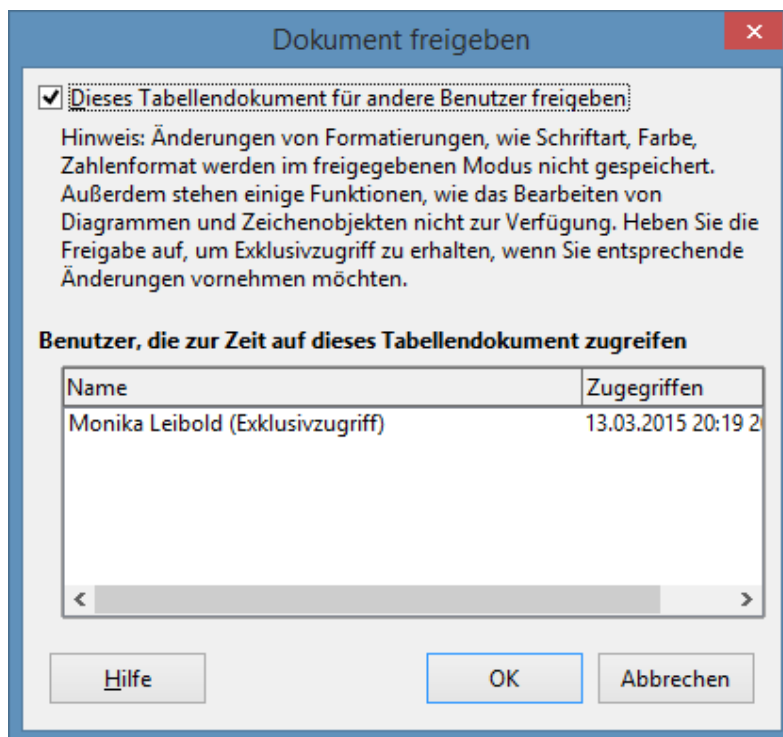 Dokument freigeben
Dieses Tabellendokument für andere Benutzer freigeben
Hinweis: Änderungen von Formatierungen, wie Schriftart, Farbe,
Zahlenformat werden im freigegebenen Modus nicht gespeichert.
Außerdem stehen einige Funktionen, wie das Bearbeiten von
Diagrammen und Zeichenobjekten nicht zur Verfügung. Heben Sie die
Freigabe auf, um Exklusivzugriff zu erhalten, wenn Sie entsprechende
Änderungen vornehmen möchten.
Benutzer, die zur Zeit auf dieses Tabellendokument zugreifen
Name Zugegriffen
Monika Leibold (Exklusivzugriff) 13.03.2015 20:19
Hilfe OK Abbrechen